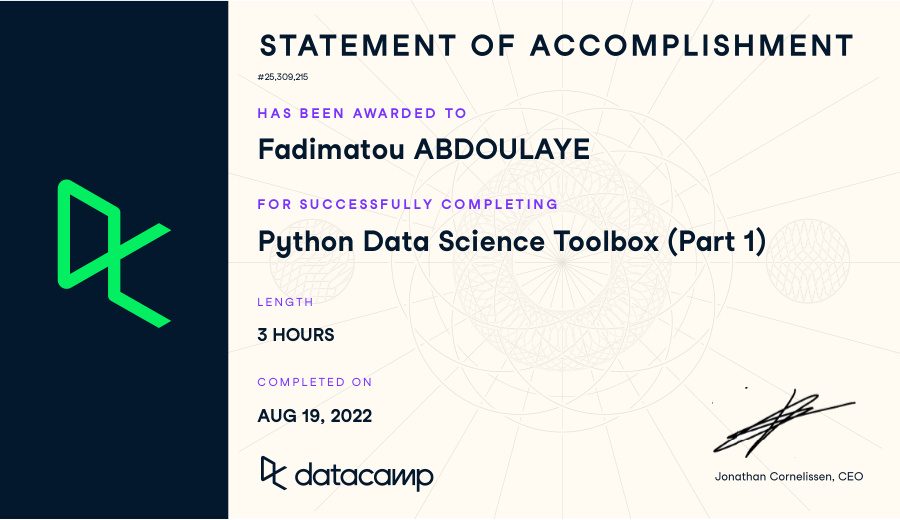 STATEMENT OF ACCOMPLISHMENT
#25,309,215
HAS BEEN AWARDED TO
Fadimatou ABDOULAYE
FOR SUCCESSFULLY COMPLETING
Python Data Science Toolbox (Part 1)
LENGTH
3 HOURS
COMPLETED ON
AUG 19, 2022
datacamp
Jonathan Cornelissen, CEO